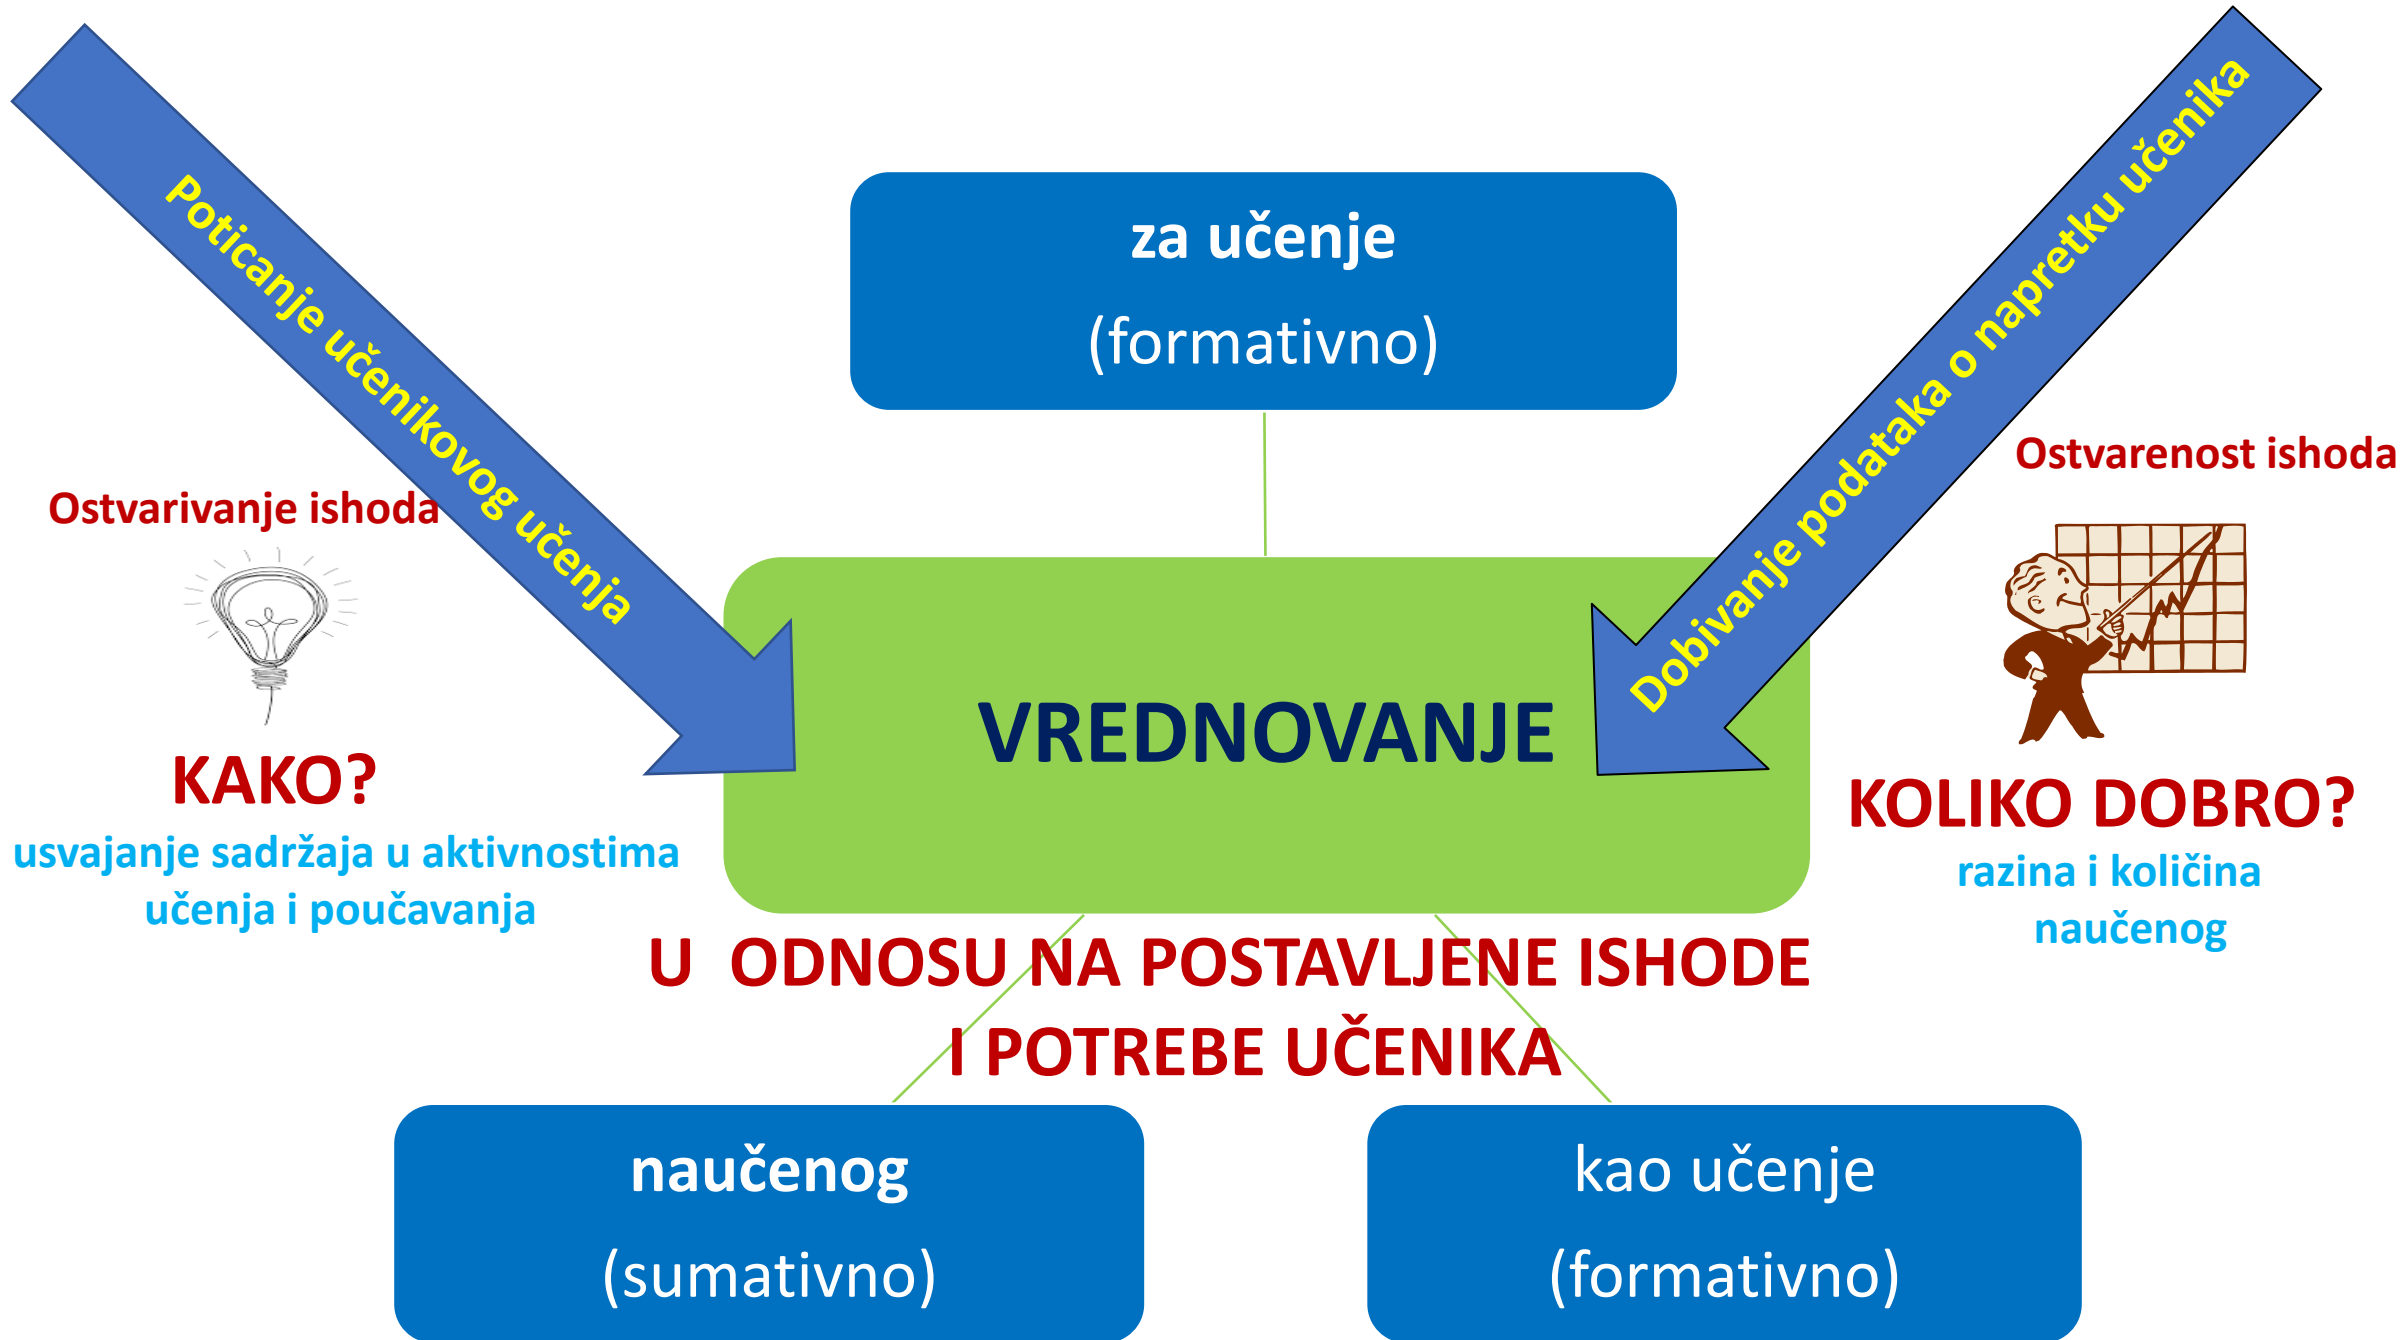 Poticanje učenikovog učenja
Dobivanje podataka o napretku učenika
za učenje
(formativno)
Ostvarivanje ishoda
Ostvarenost ishoda
VREDNOVANJE
KAKO?
usvajanje sadržaja u aktivnostima
učenja i poučavanja
KOLIKO DOBRO?
razina i količina
naučenog
U ODNOSU NA POSTAVLJENE ISHODE
I POTREBE UČENIKA
naučenog
(sumativno)
kao učenje
(formativno)